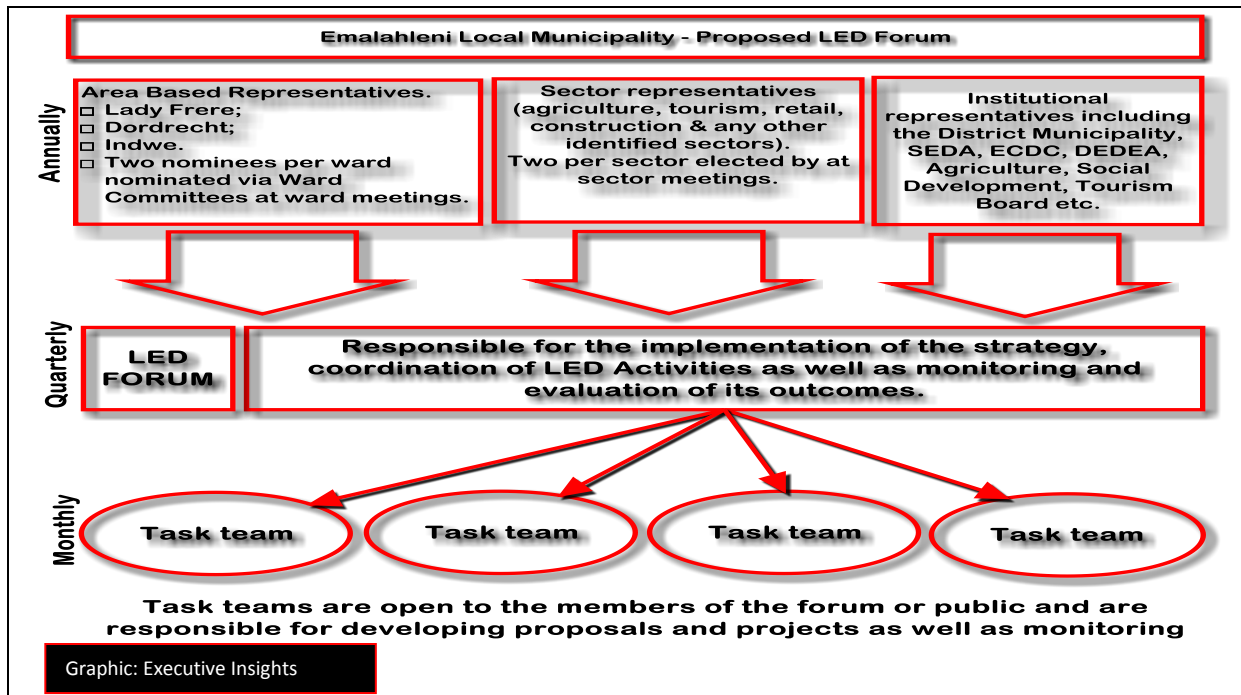 Emalahleni Local Municipality - Proposed LED Forum
Annually
Area Based Representatives.
□ Lady Frere;
□ Dordrecht;
□ Indwe.
□ Two nominees per ward
nominated via Ward
Committees at ward meetings.
Sector representatives
(agriculture, tourism, retail,
construction & any other
identified sectors).
Two per sector elected by at
sector meetings.
Institutional
representatives including
the District Municipality,
SEDA, ECDC, DEDEA,
Agriculture, Social
Development, Tourism
Board etc.
Quarterly
LED
FORUM
Responsible for the implementation of the strategy,
coordination of LED Activities as well as monitoring and
evaluation of its outcomes.
Monthly
Task team
Task team
Task team
Task team
Task teams are open to the members of the forum or public and are
responsible for developing proposals and projects as well as monitoring
Graphic: Executive Insights